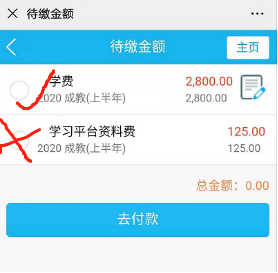 × 待缴金额 ···
< 待缴金额 主页
学费 2,800.00
2020 成教(上半年) 2,800.00
学习平台资料费 125.00
2020 成教(上半年) 125.00
总金额：0.00
去付款